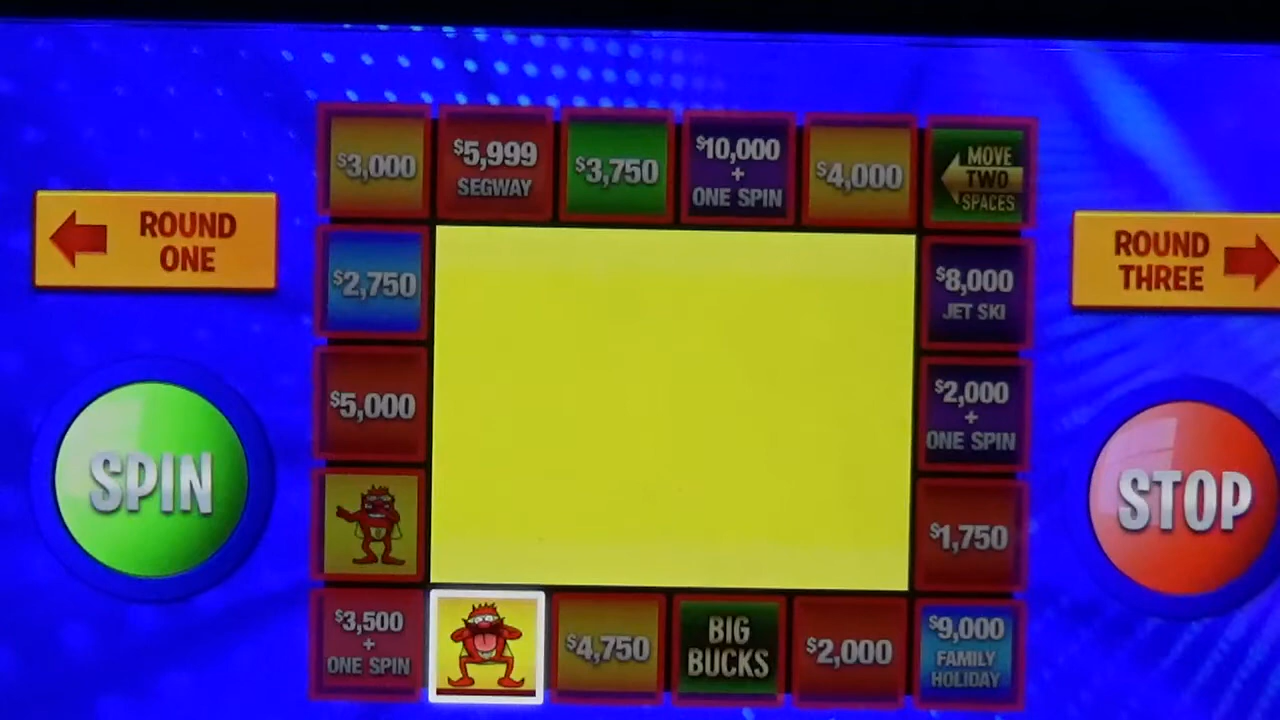 $3,000
$5,999
SEGWAY
$3,750
$10,000
+
ONE SPIN
$4,000
MOVE
TWO
SPACES
ROUND
ONE
$2,750
$8,000
JET SKI
ROUND
THREE
$5,000
$2,000
+
ONE SPIN
SPIN
$1,750
STOP
$3,500
+
ONE SPIN
$4,750
BIG
BUCKS
$2,000
$9,000
FAMILY
HOLIDAY